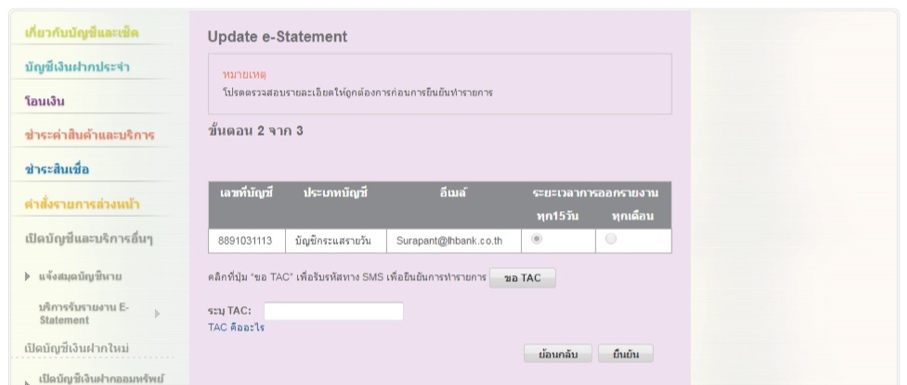 เกี่ยวกับบัญชีและเช็ค
บัญชีเงินฝากประจำ
โอนเงิน
ชำระค่าสินค้าและบริการ
ชำระสินเชื่อ
คำสั่งรายการล่วงหน้า
เปิดบัญชีและบริการอื่นๆ
แจ้งสมุดบัญชีหาย
บริการรับรายงาน E-
Statement
เปิดบัญชีเงินฝากใหม่
เปิดบัญชีเงินฝากออมทรัพย์
Update e-Statement
หมายเหตุ
โปรดตรวจสอบรายละเอียดให้ถูกต้องการก่อนการยืนยันทำรายการ
ขั้นตอน 2 จาก 3
เลขที่บัญชี ประเภทบัญชี อีเมล์ ระยะเวลาการออกรายงาน
ทุก15วัน ทุกเดือน
8891031113 บัญชีกระแสรายวัน Surapant@lhbank.co.th
คลิกที่ปุ่ม "ขอ TAC" เพื่อรับรหัสทาง SMS เพื่อยืนยันการทำรายการ ขอ TAC
ระบุ TAC:
TAC คืออะไร
ย้อนกลับ ยืนยัน